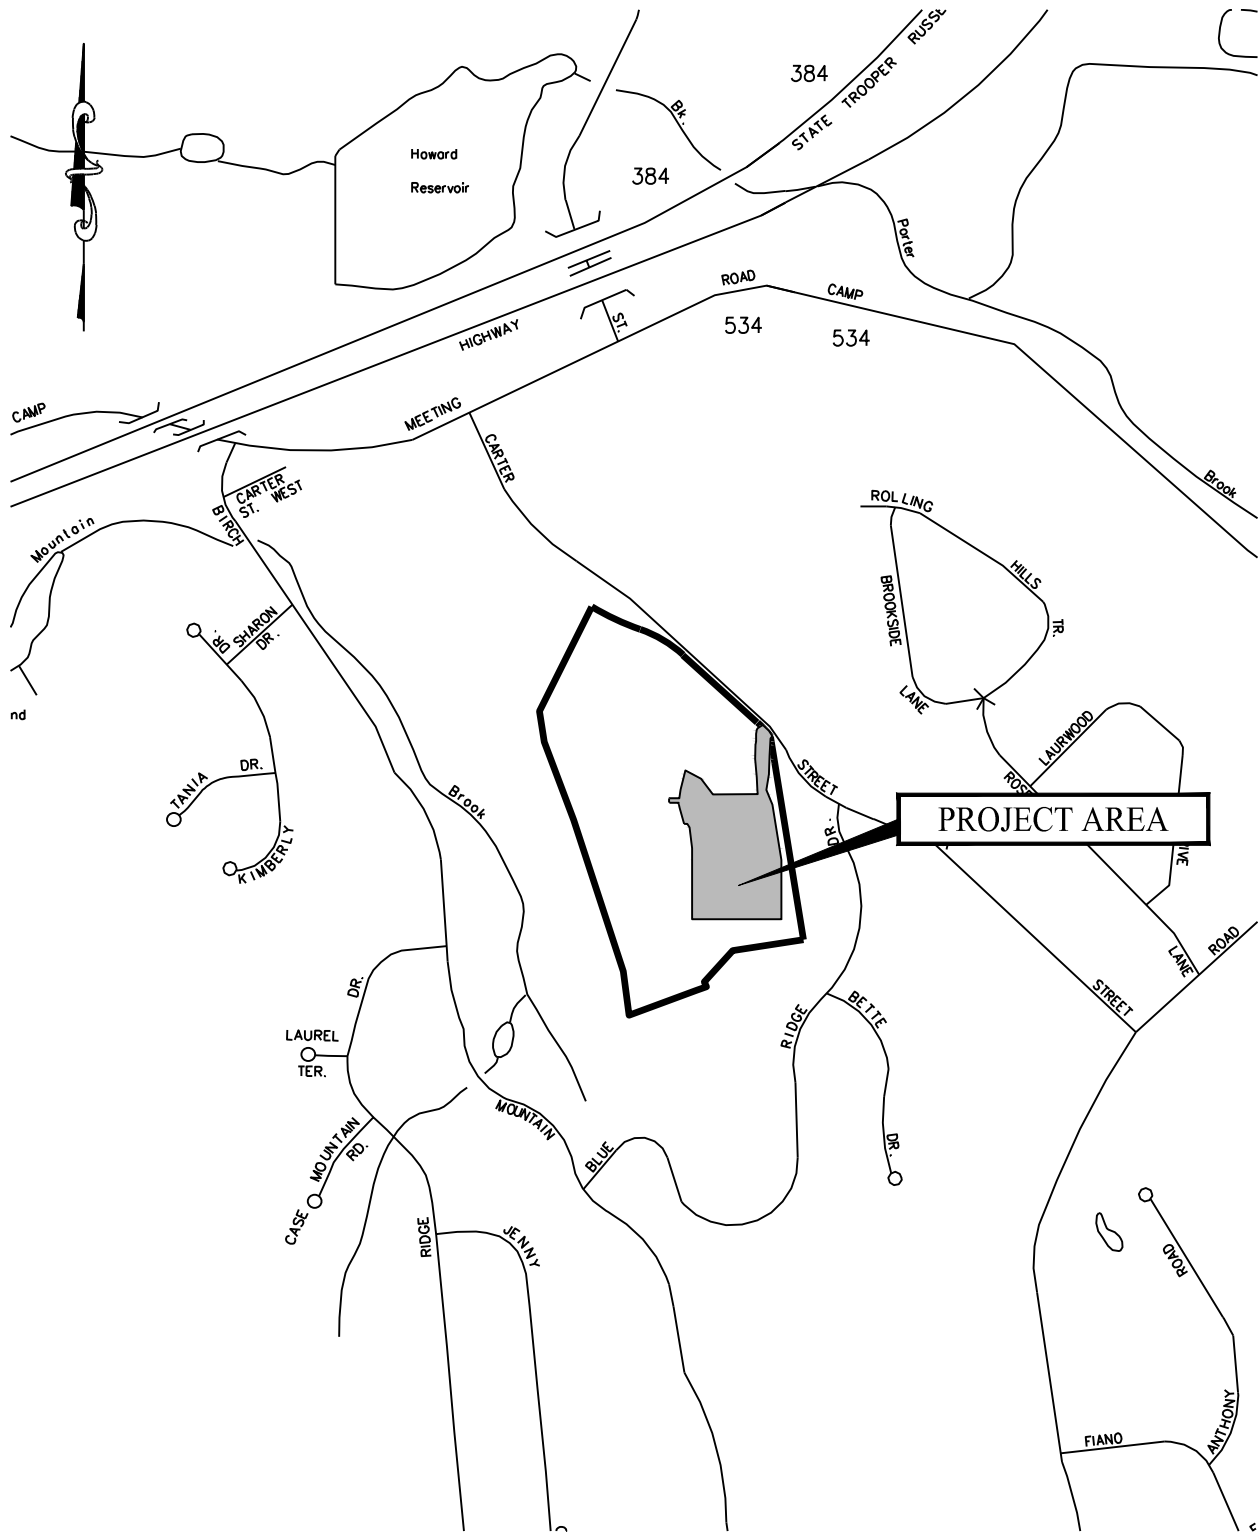 STATE TROOPER RUSSE
384
Bk.
Howard
Reservoir
384
Porter
ROAD
CAMP
HIGHWAY
ST.
534
534
CAMP
MEETING
CARTER
CARTER
ST. WEST
BIRCH
Brook
ROLLING
Mountain
HILLS
BROOKSIDE
TR.
SHARON
DR.
DR.
LANE
nd
LAURWOOD
TANIA
DR.
STREET
ROSE
Brook
PROJECT AREA
DR.
KIMBERLY
IVE
ROAD
LANE
DR.
STREET
BETTE
RIDGE
LAUREL
TER.
MOUNTAIN
CASE MOUNTAIN
RD.
BLUE
DR.
RIDGE
JENNY
ROAD
ANTHONY
FIANO